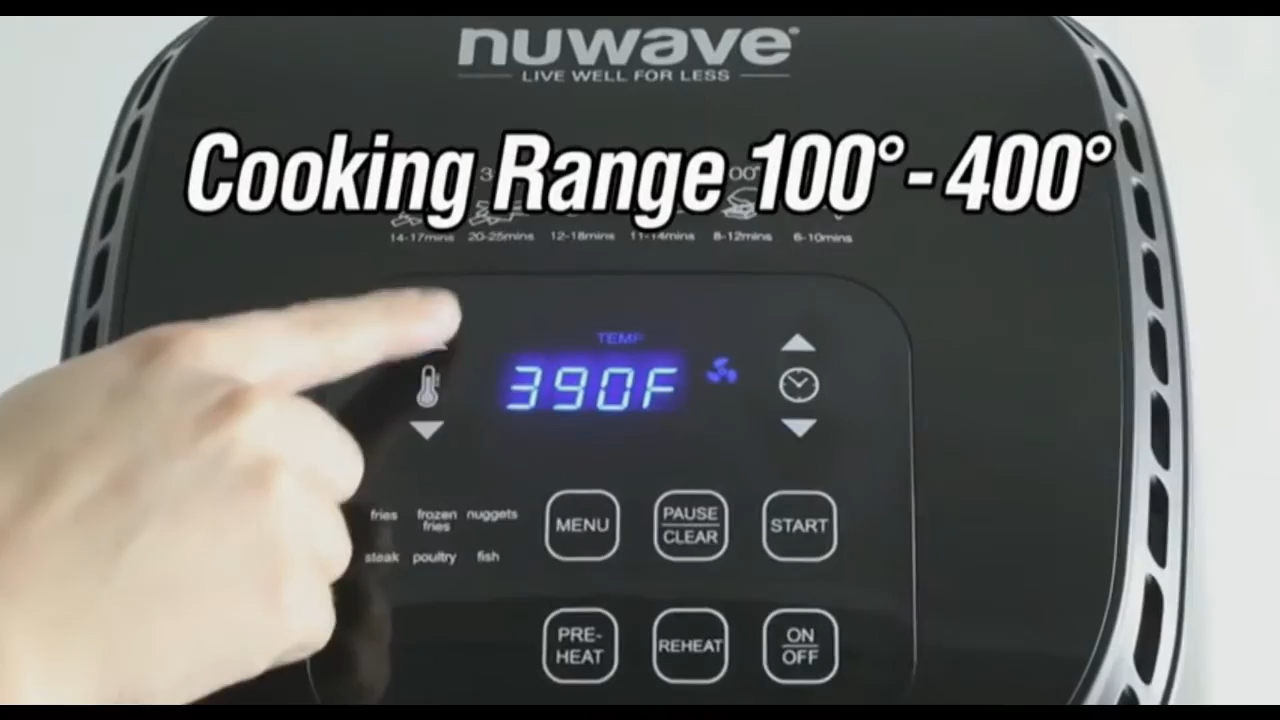 nuwave®
LIVE WELL FOR LESS
Cooking Range 100°-400°
14-17mins 20-25mins 12-18mins 11-14mins 8-12mins 6-10mins
TEMP
390F
fries frozen fries nuggets
steak poultry fish
MENU
PAUSE
CLEAR
START
PRE-
HEAT
REHEAT
ON
OFF